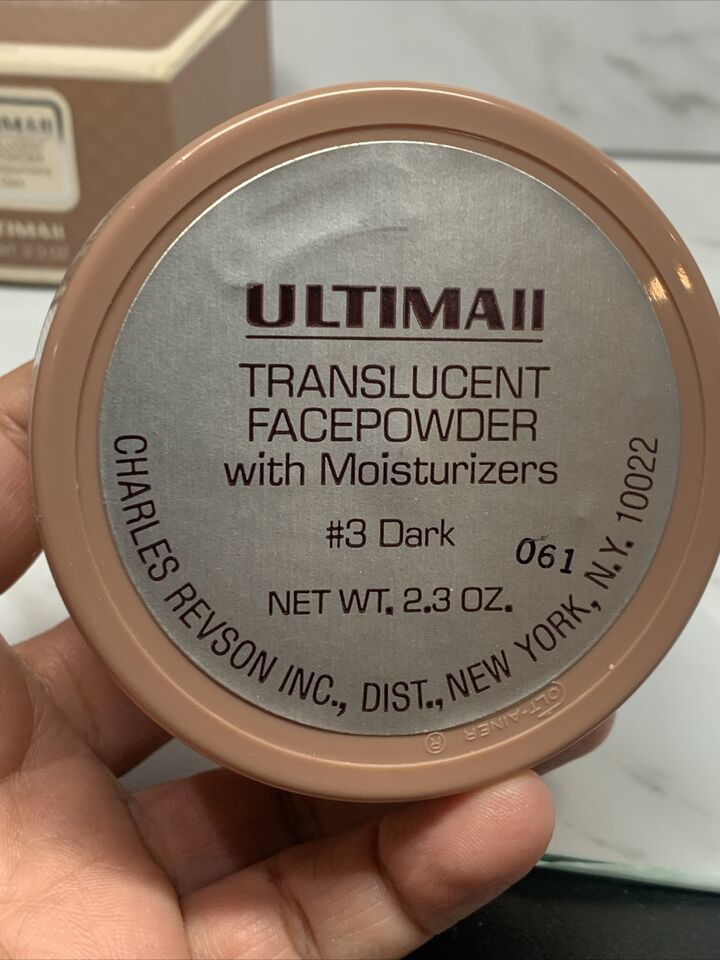 ULTIMAII
TRANSLUCENT
FACEPOWDER
with Moisturizers
#3 Dark
061
NET WT. 2.3 OZ.
CHARLES REVSON INC., DIST., NEW YORK, N.Y. 10022